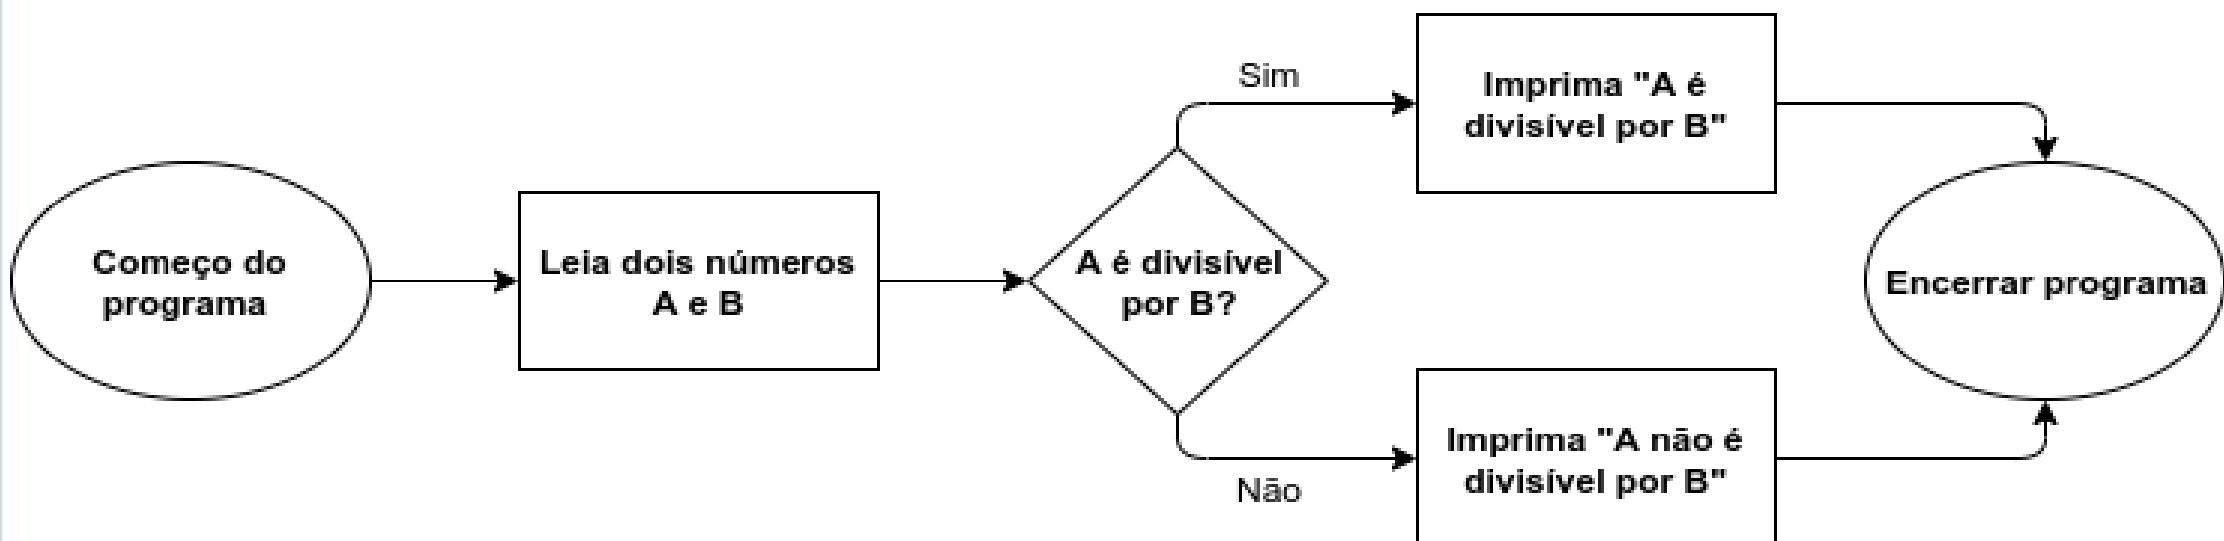 Começo do
programa
Leia dois números
A e B
A é divisível
por B?
Sim
Imprima "A é
divisível por B"
Não
Imprima "A não é
divisível por B"
Encerrar programa